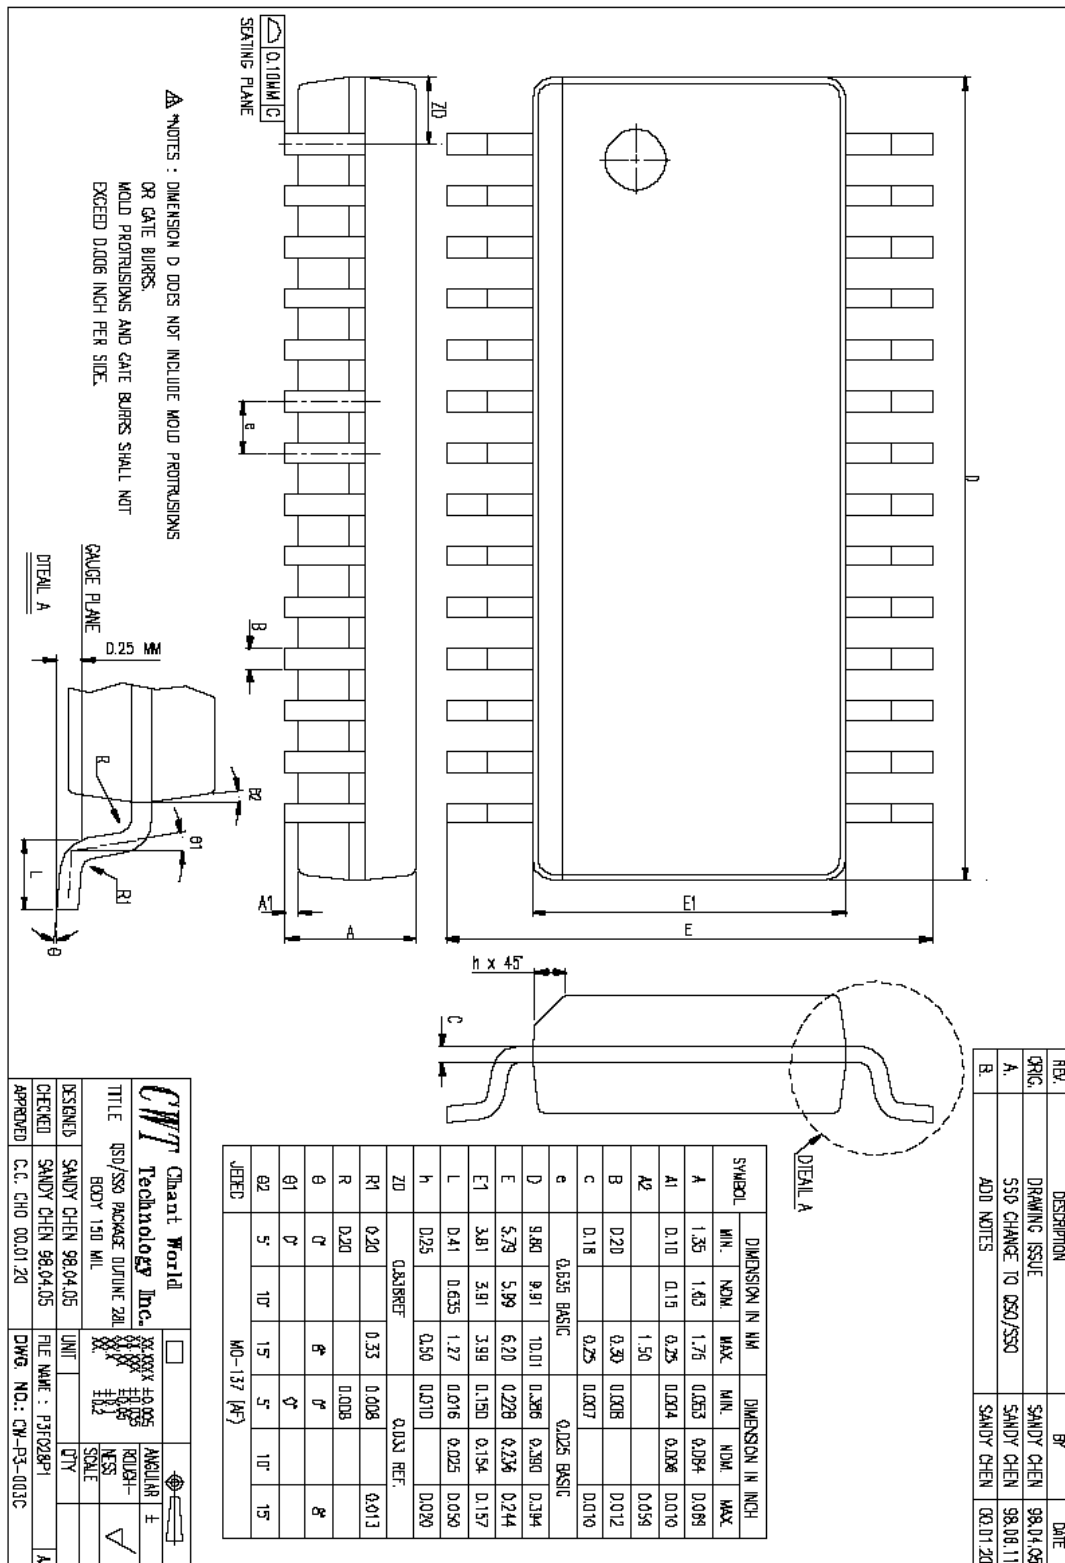 REV. DESCRIPTION BY DATE
ORIG. DRAWING ISSUE SANDY CHEN 98.04.05
A. SSO CHANGE TO QSO/SSO SANDY CHEN 98.08.11
B. ADD NOTES SANDY CHEN 00.01.20
D
ZD
E1
E
h x 45°
C
DTEAIL A
0.10MM C
SEATING PLANE
e
B
A1
A
*NOTES : DIMENSION D DOES NOT INCLUDE MOLD PROTRUSIONS
OR GATE BURRS.
MOLD PROTRUSIONS AND GATE BURRS SHALL NOT
EXCEED 0.006 INCH PER SIDE.
GAUGE PLANE
0.25 MM
DTEAIL A
R
R1
L
θ
θ1
θ2
SYMBOL DIMENSION IN MM DIMENSION IN INCH
MIN. NOM. MAX. MIN. NOM. MAX.
A 1.35 1.63 1.75 0.053 0.064 0.069
A1 0.10 0.15 0.25 0.004 0.006 0.010
A2 1.50 0.059
B 0.20 0.30 0.008 0.012
c 0.18 0.25 0.007 0.010
e 0.635 BASIC 0.025 BASIC
D 9.80 9.91 10.01 0.386 0.390 0.394
E 5.79 5.99 6.20 0.228 0.236 0.244
E1 3.81 3.91 3.99 0.150 0.154 0.157
L 0.41 0.635 1.27 0.016 0.025 0.050
h 0.25 0.50 0.010 0.020
ZD 0.838REF 0.033 REF.
R1 0.20 0.33 0.008 0.013
R 0.20 0.008
θ 0° 8° 0° 8°
θ1 0° 0°
θ2 5° 10° 15° 5° 10° 15°
JEDEC MO-137 (AF)
CWT Chant World
Technology Inc.
TITLE QSO/SSO PACKAGE OUTLINE 28L
BODY 150 MIL
DESIGNED SANDY CHEN 98.04.05
CHECKED SANDY CHEN 98.04.05
APPROVED C.C. CHO 00.01.20
ANGULAR ±
ROUGH-
NESS
UNIT SCALE
QTY
FILE NAME : P3F028P1
DWG. NO.: CW-P3-003C A